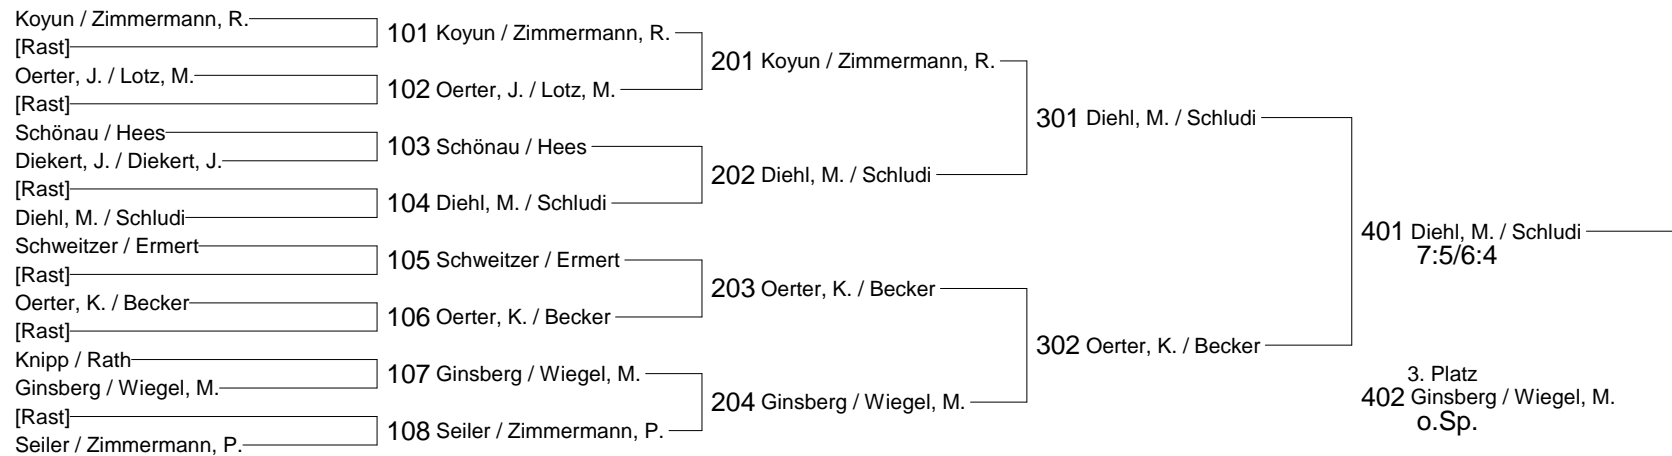 Koyun / Zimmermann, R.
[Rast]
Oerter, J. / Lotz, M.
[Rast]
Schönau / Hees
Diekert, J. / Diekert, J.
[Rast]
Diehl, M. / Schludi
Schweitzer / Ermert
[Rast]
Oerter, K. / Becker
[Rast]
Knipp / Rath
Ginsberg / Wiegel, M.
[Rast]
Seiler / Zimmermann, P.
101 Koyun / Zimmermann, R.
102 Oerter, J. / Lotz, M.
103 Schönau / Hees
104 Diehl, M. / Schludi
105 Schweitzer / Ermert
106 Oerter, K. / Becker
107 Ginsberg / Wiegel, M.
108 Seiler / Zimmermann, P.
201 Koyun / Zimmermann, R.
202 Diehl, M. / Schludi
203 Oerter, K. / Becker
204 Ginsberg / Wiegel, M.
301 Diehl, M. / Schludi
302 Oerter, K. / Becker
401 Diehl, M. / Schludi
7:5/6:4
3. Platz
402 Ginsberg / Wiegel, M.
o.Sp.